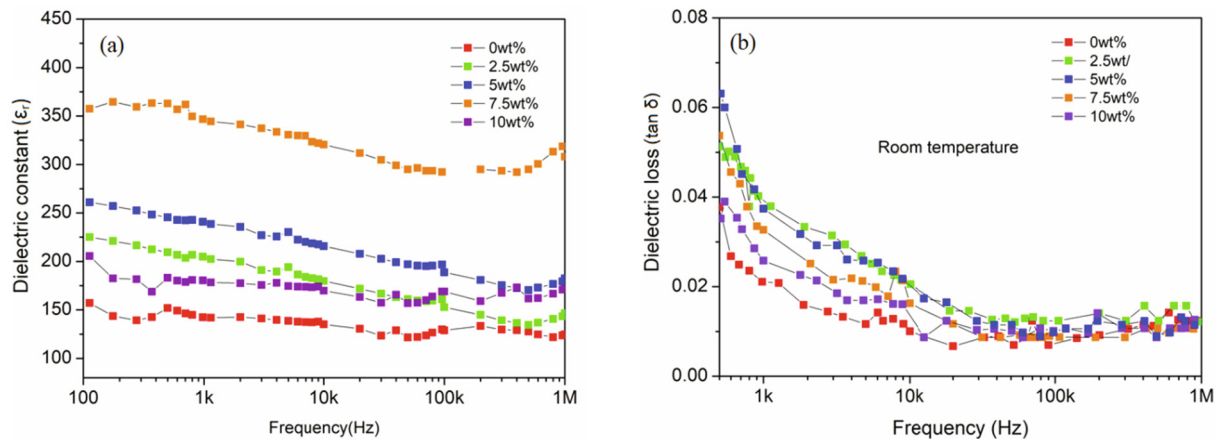 (a)
0wt%
2.5wt%
5wt%
7.5wt%
10wt%
450
400
350
300
250
200
150
100
Dielectric constant (εr)
100
1k
10k
100k
1M
Frequency(Hz)
(b)
0wt%
2.5wt/
5wt%
7.5wt%
10wt%
Room temperature
0.08
0.06
0.04
0.02
0.00
Dielectric loss (tan δ)
1k
10k
100k
1M
Frequency (Hz)